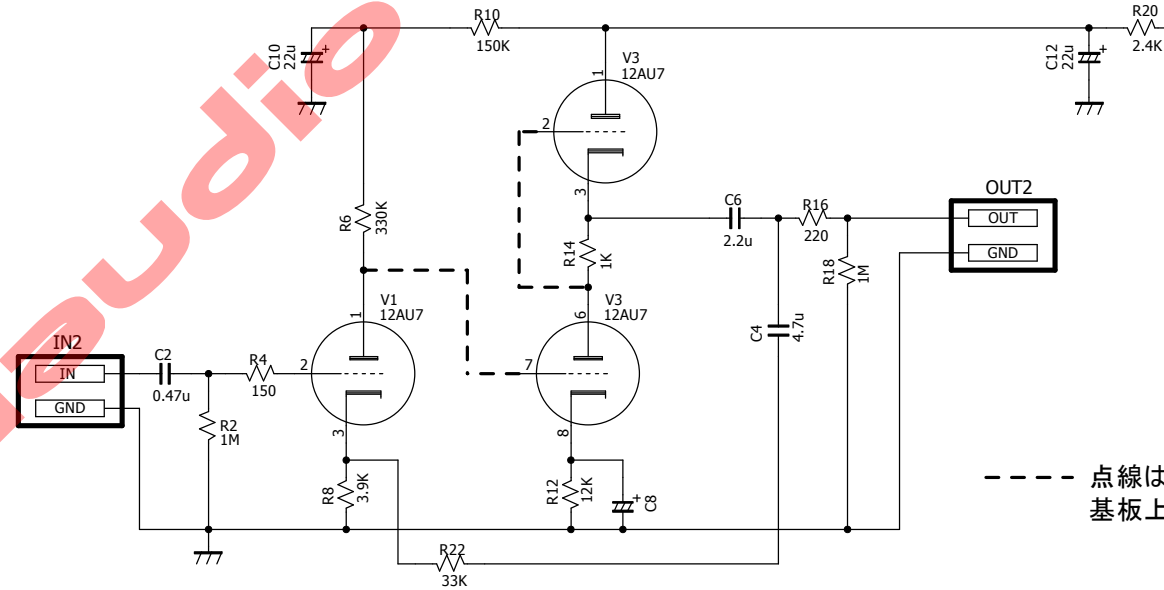 R10
150K
R20
2.4K
C10
22u
+
C12
22u
+
V3
12AU7
1
2
3
R6
330K
C6
2.2u
R16
220
OUT2
OUT
GND
R14
1K
R18
1M
V1
12AU7
1
2
3
V3
12AU7
6
7
8
C4
4.7u
IN2
IN
GND
C2
0.47u
R4
150
R2
1M
R8
3.9K
R12
12K
+
C8
R22
33K
点線は
基板上
audio